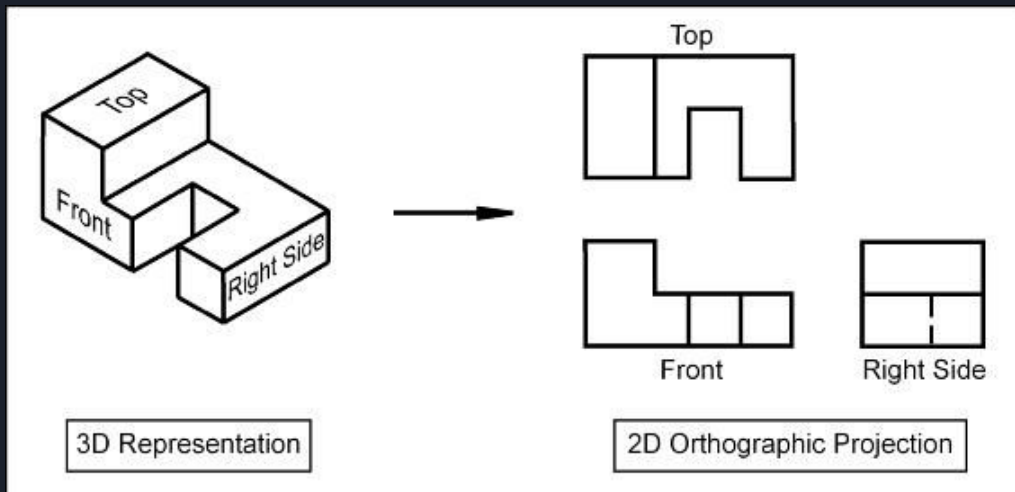 Top
Front
Right Side
3D Representation
Top
Front
Right Side
2D Orthographic Projection